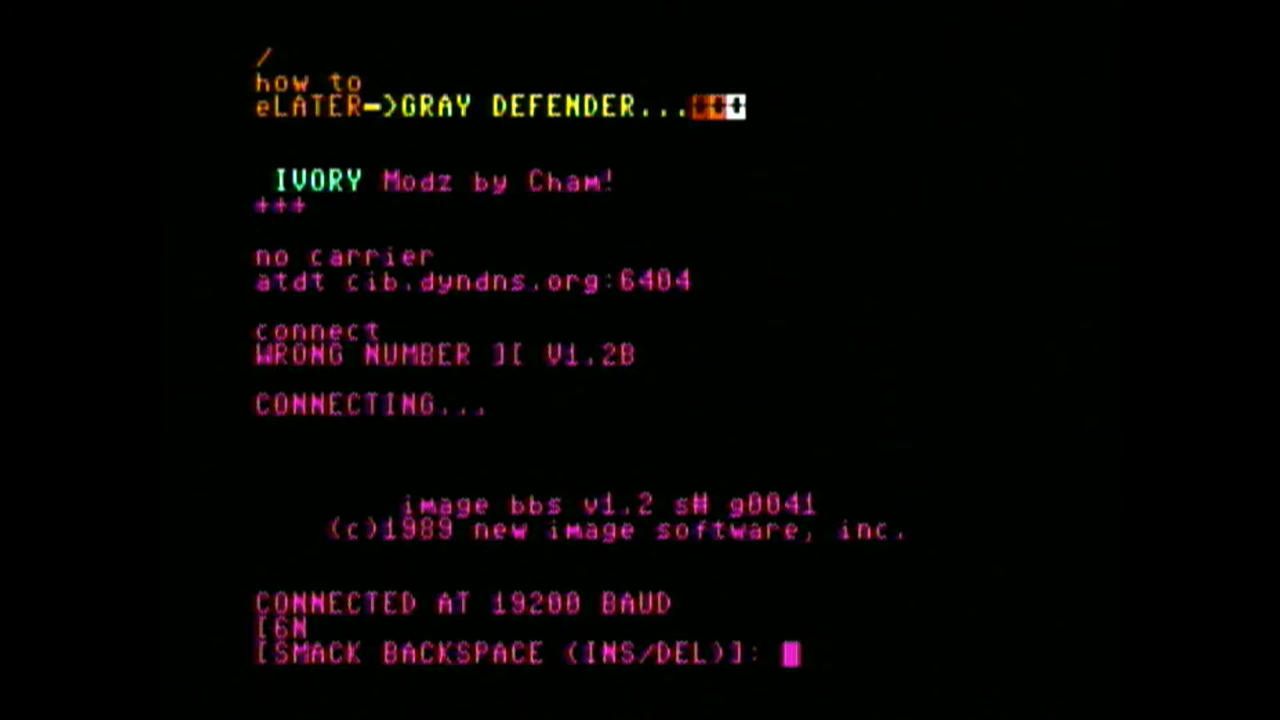 /
how to
eLATER->GRAY DEFENDER...+++
IVORY Modz by Cham!
+++
no carrier
atdt cib.dyndns.org:6404
connect
WRONG NUMBER ][ V1.2B
CONNECTING...
image bbs v1.2 s# g0041
(c)1989 new image software, inc.
CONNECTED AT 19200 BAUD
[6N
[SMACK BACKSPACE (INS/DEL)]: